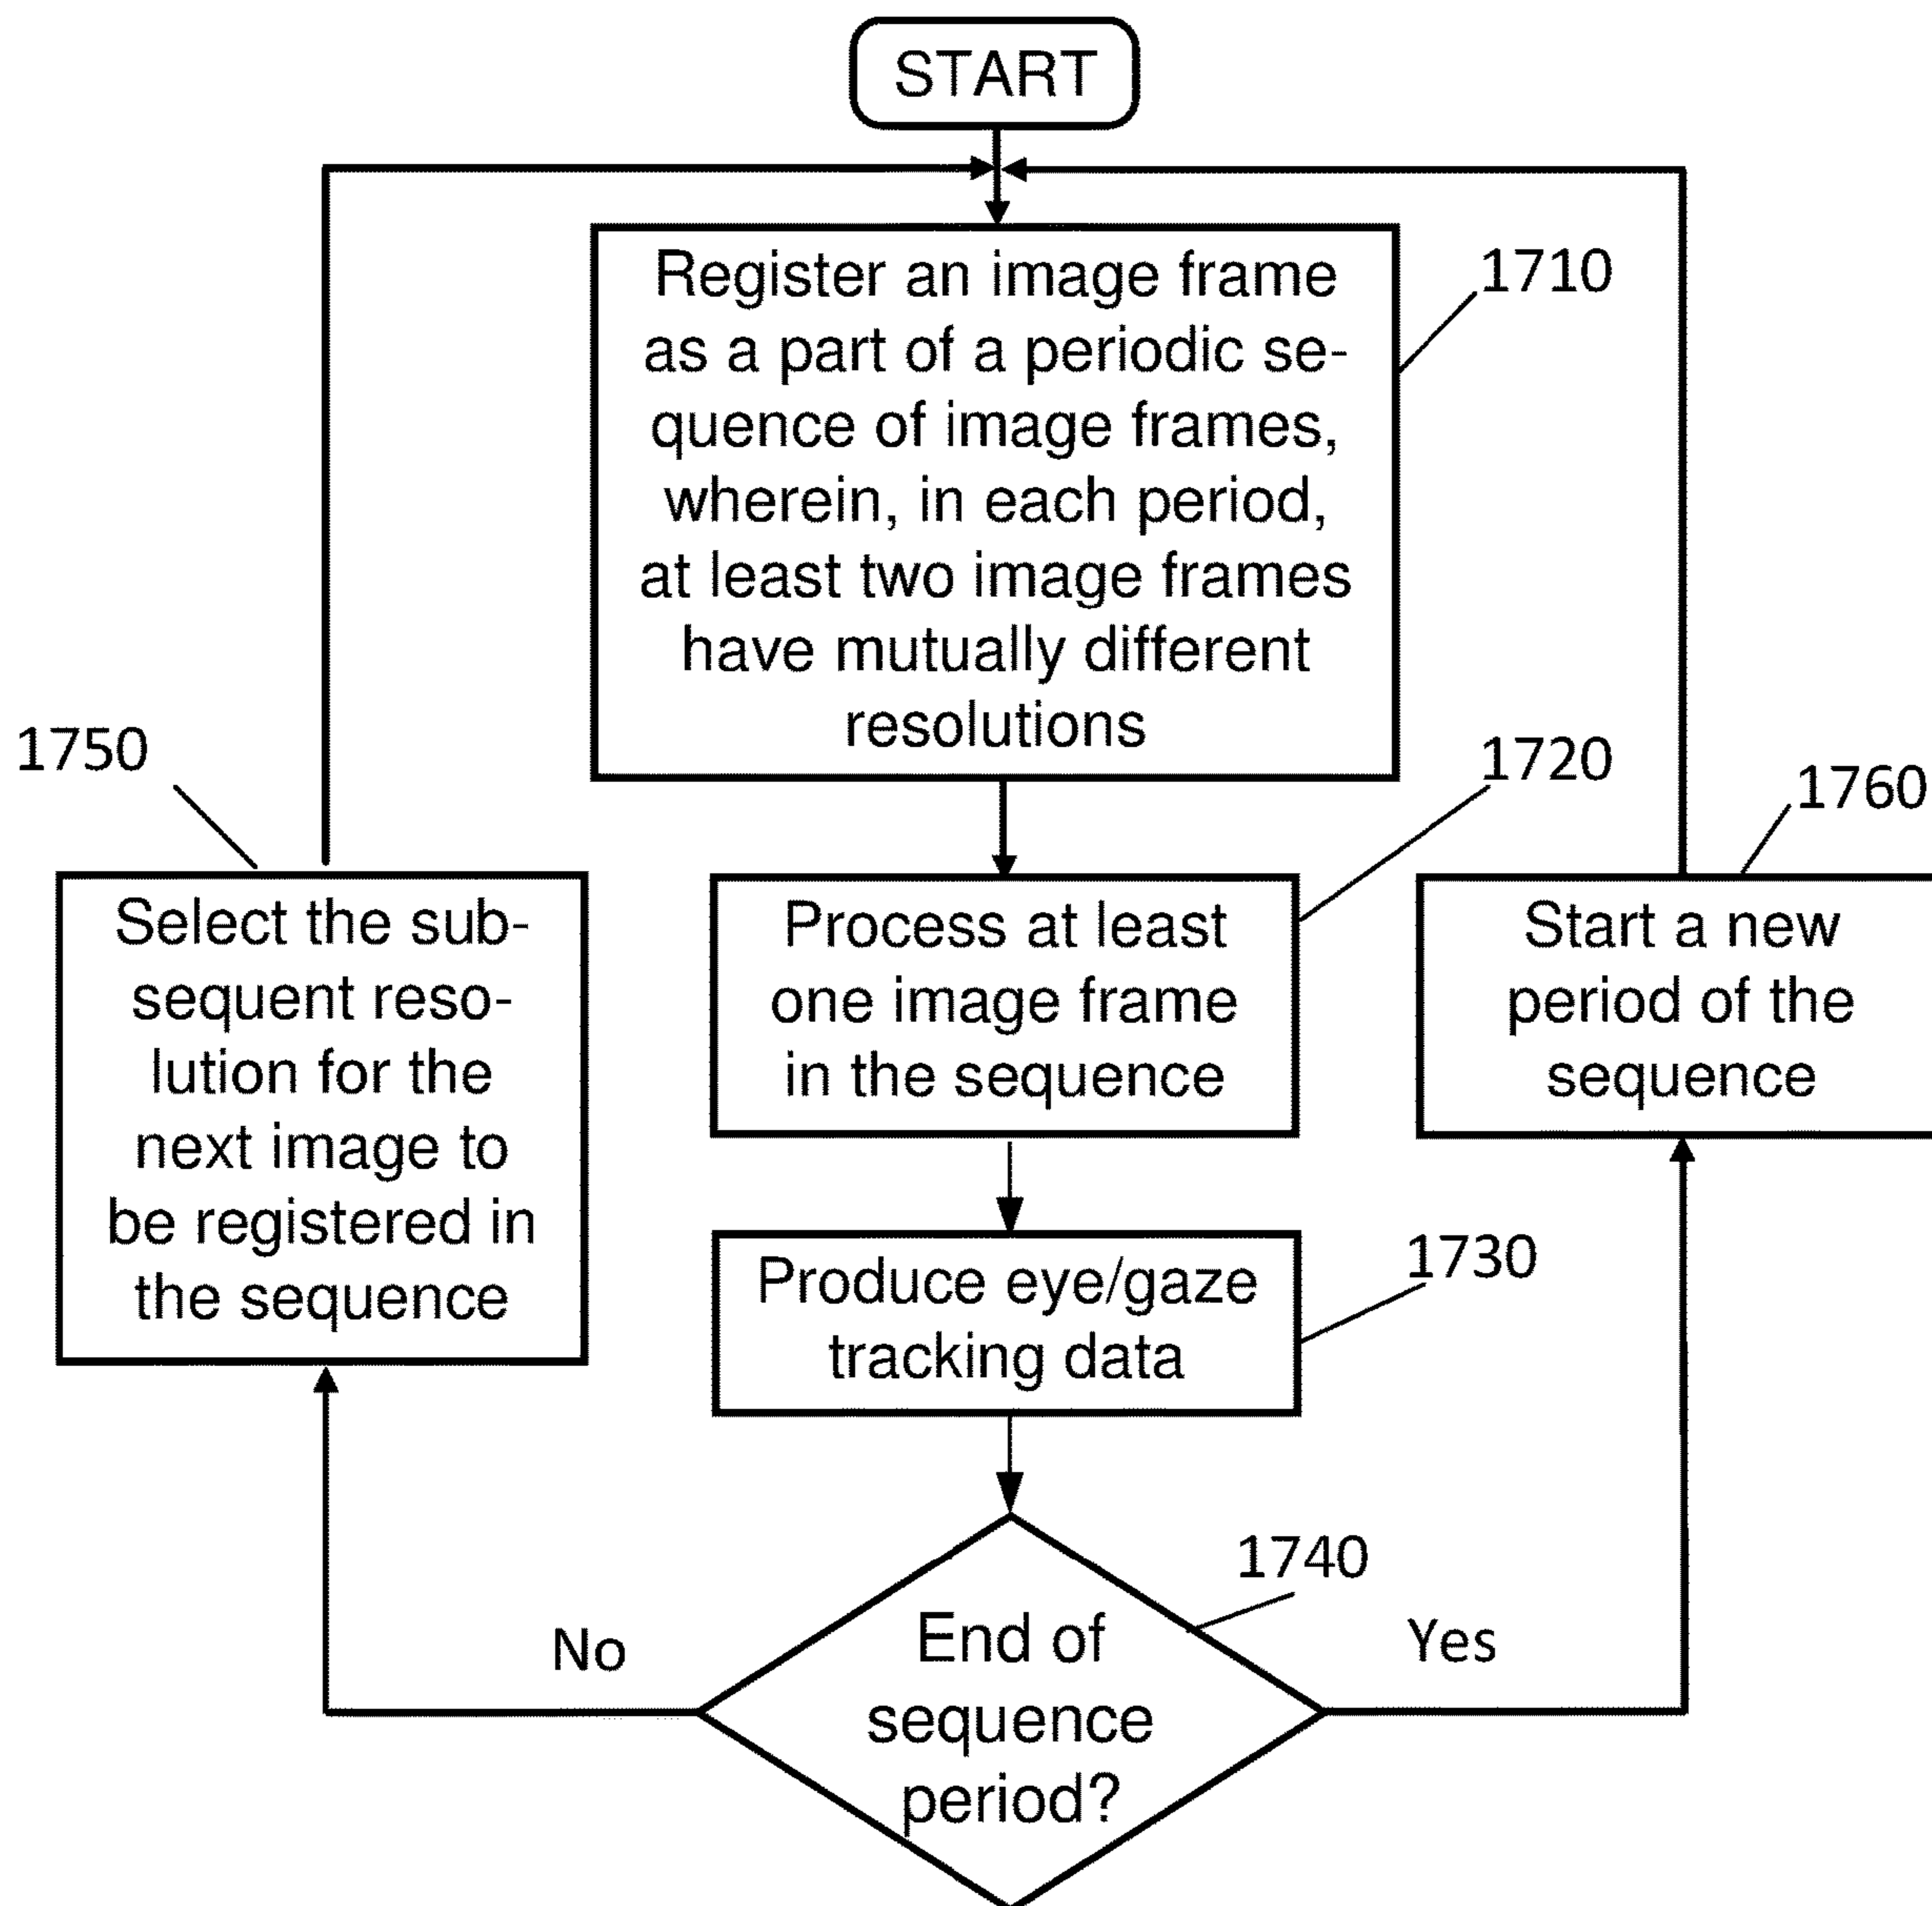 START
Register an image frame
as a part of a periodic se-
quence of image frames,
wherein, in each period,
at least two image frames
have mutually different
resolutions
1710
1720
1750
1760
Select the sub-
sequent reso-
lution for the
next image to
be registered in
the sequence
Process at least
one image frame
in the sequence
Start a new
period of the
sequence
Produce eye/gaze
tracking data
1730
1740
End of
sequence
period?
No
Yes